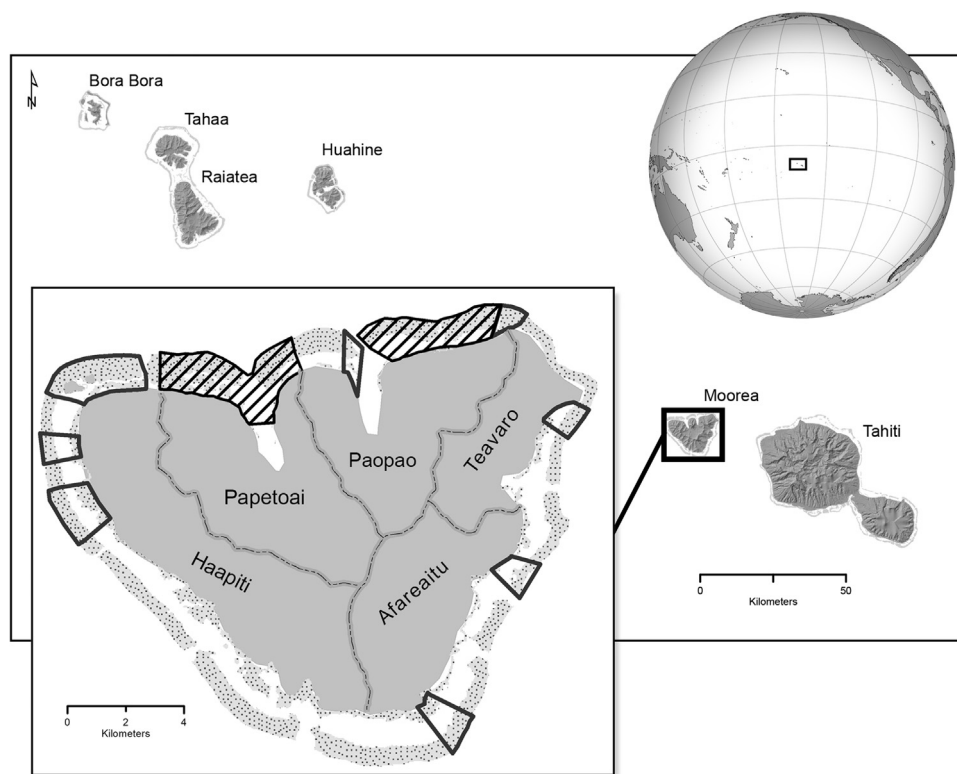 N
Bora Bora
Tahaa
Raiatea
Huahine
Moorea
Tahiti
0 50
Kilometers
Papetoai
Paopao
Teavaro
Haapiti
Afareaitu
0 2 4
Kilometers